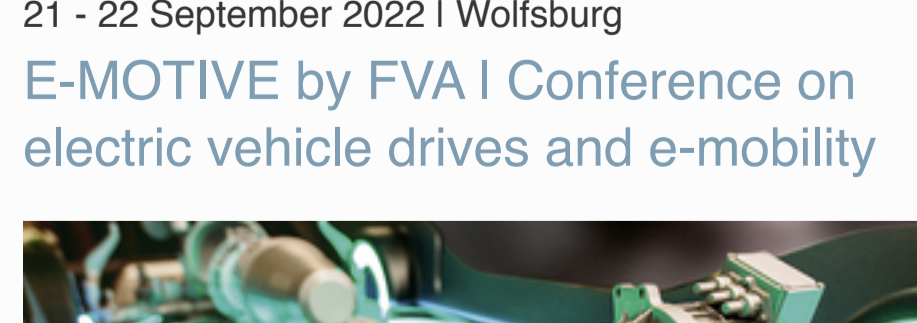 21 - 22 September 2022 | Wolfsburg
E-MOTIVE by FVA | Conference on
electric vehicle drives and e-mobility